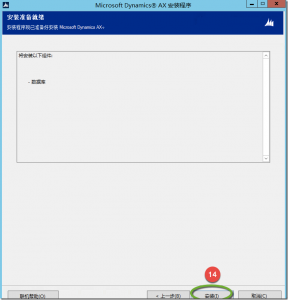 Microsoft Dynamics® AX 安装程序
安装准备就绪
安装程序现已准备好安装 Microsoft Dynamics AX。
将安装以下组件:
- 数据库
14
联机帮助(O)
< 上一步(B)
安装(I)
取消(C)